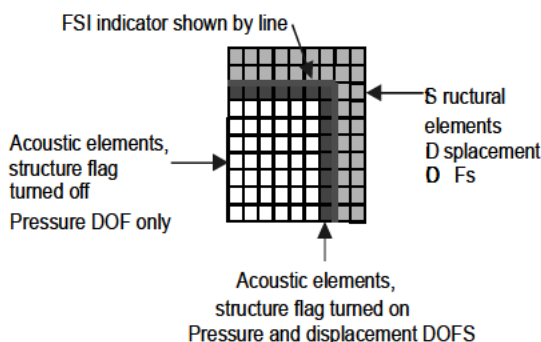 FSI indicator shown by line
S ructural
elements
D splacement
O Fs
Acoustic elements,
structure flag
turned off
Pressure DOF only
Acoustic elements,
structure flag turned on
Pressure and displacement DOFS